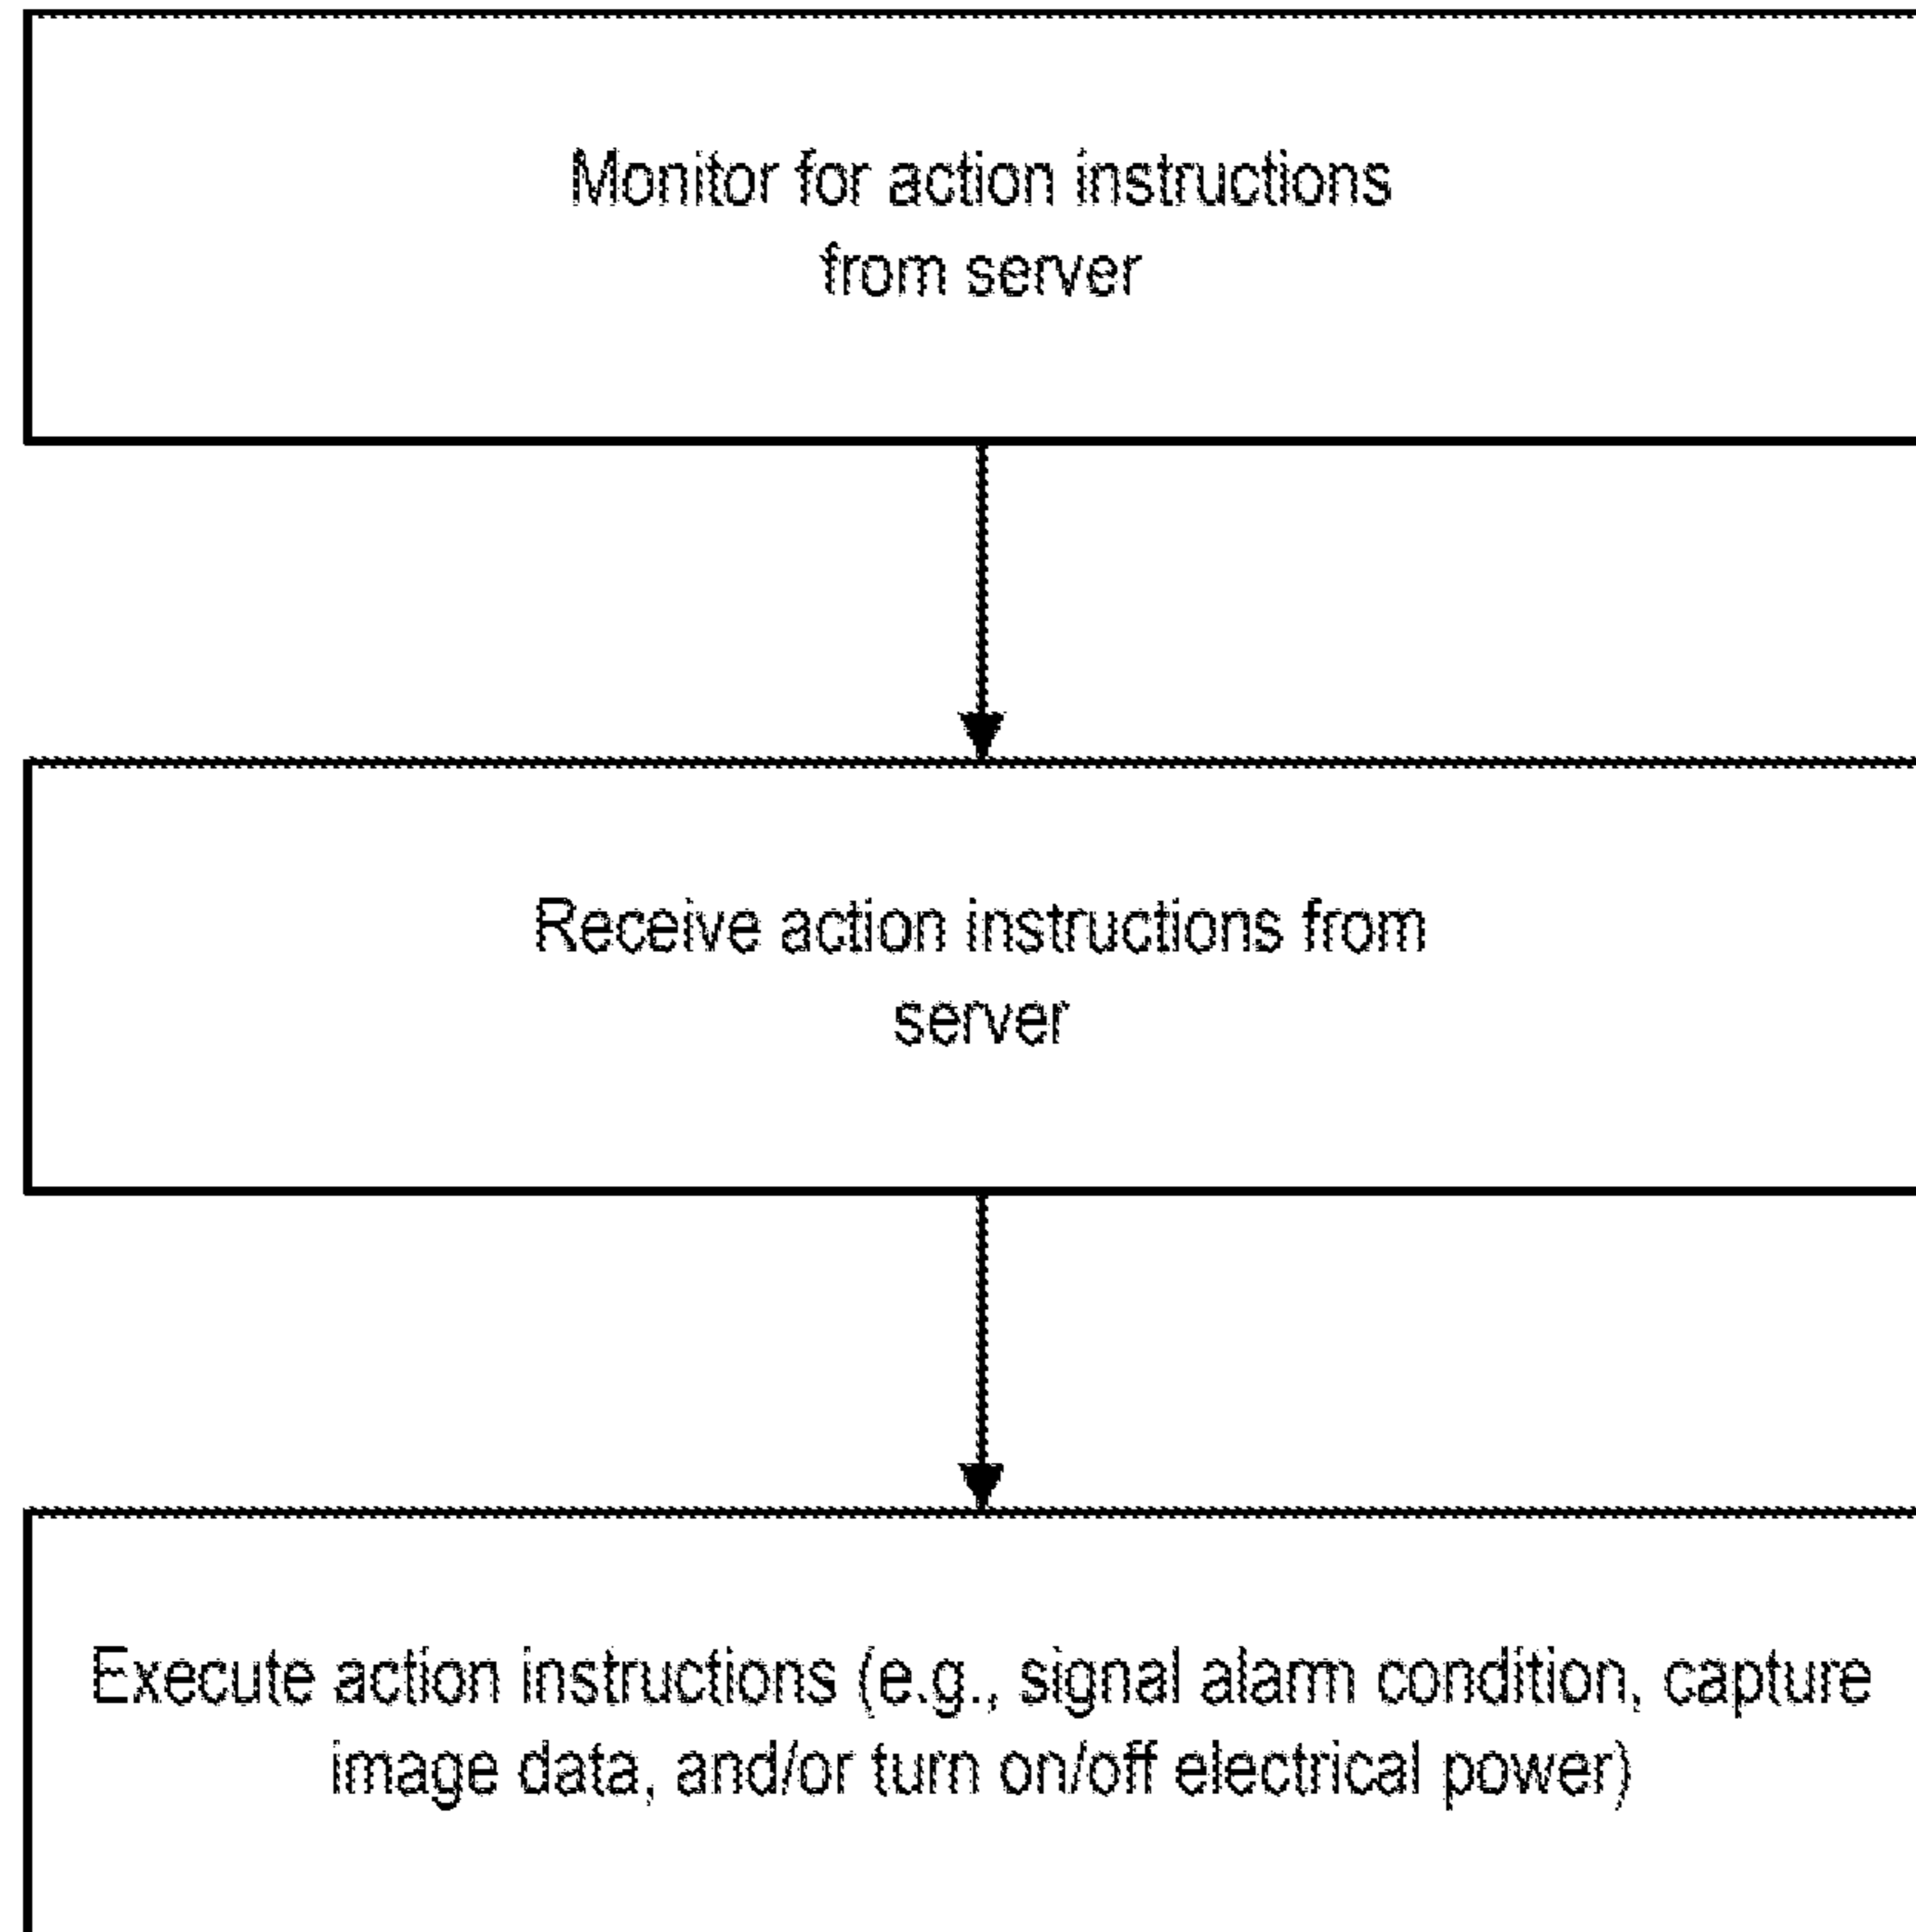 Monitor for action instructions
from server
Receive action instructions from
server
Execute action instructions (e.g., signal alarm condition, capture
image data, and/or turn on/off electrical power)